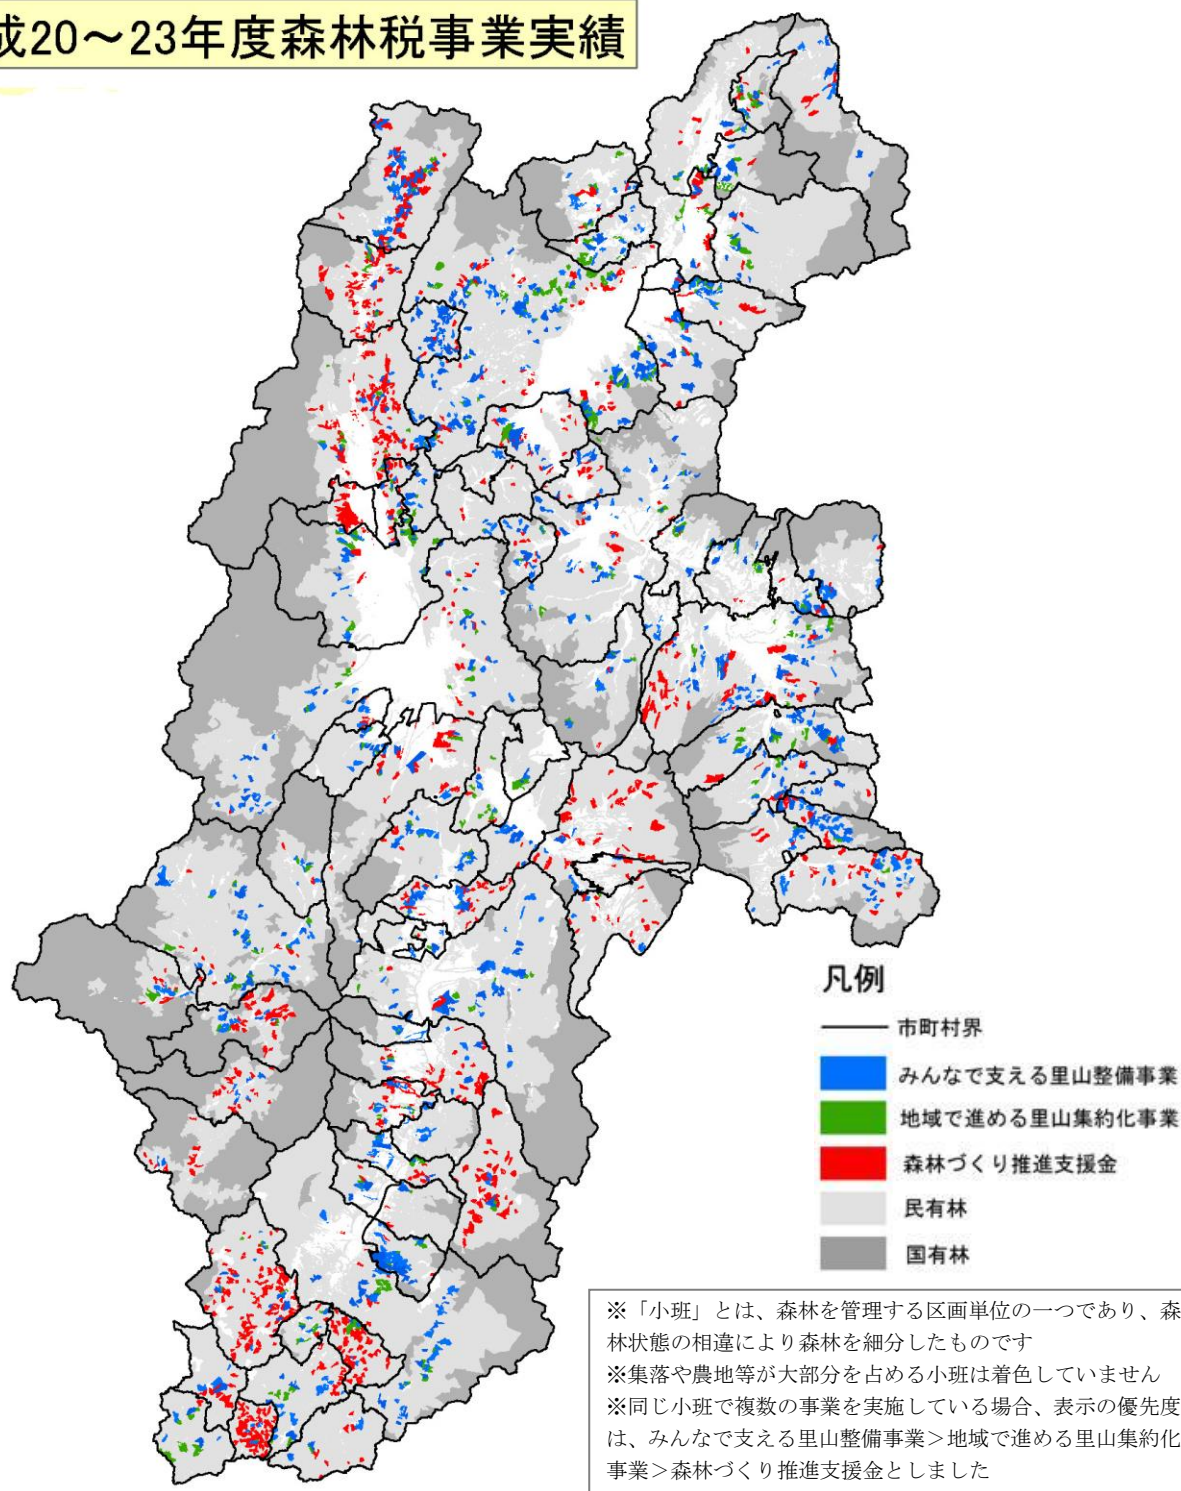 成20～23年度森林税事業実績
凡例
市町村界
みんなで支える里山整備事業
地域で進める里山集約化事業
森林づくり推進支援金
民有林
国有林
※「小班」とは、森林を管理する区画単位の一つであり、森
林状態の相違により森林を細分したものです
※集落や農地等が大部分を占める小班は着色していません
※同じ小班で複数の事業を実施している場合、表示の優先度
は、みんなで支える里山整備事業＞地域で進める里山集約化
事業＞森林づくり推進支援金としました